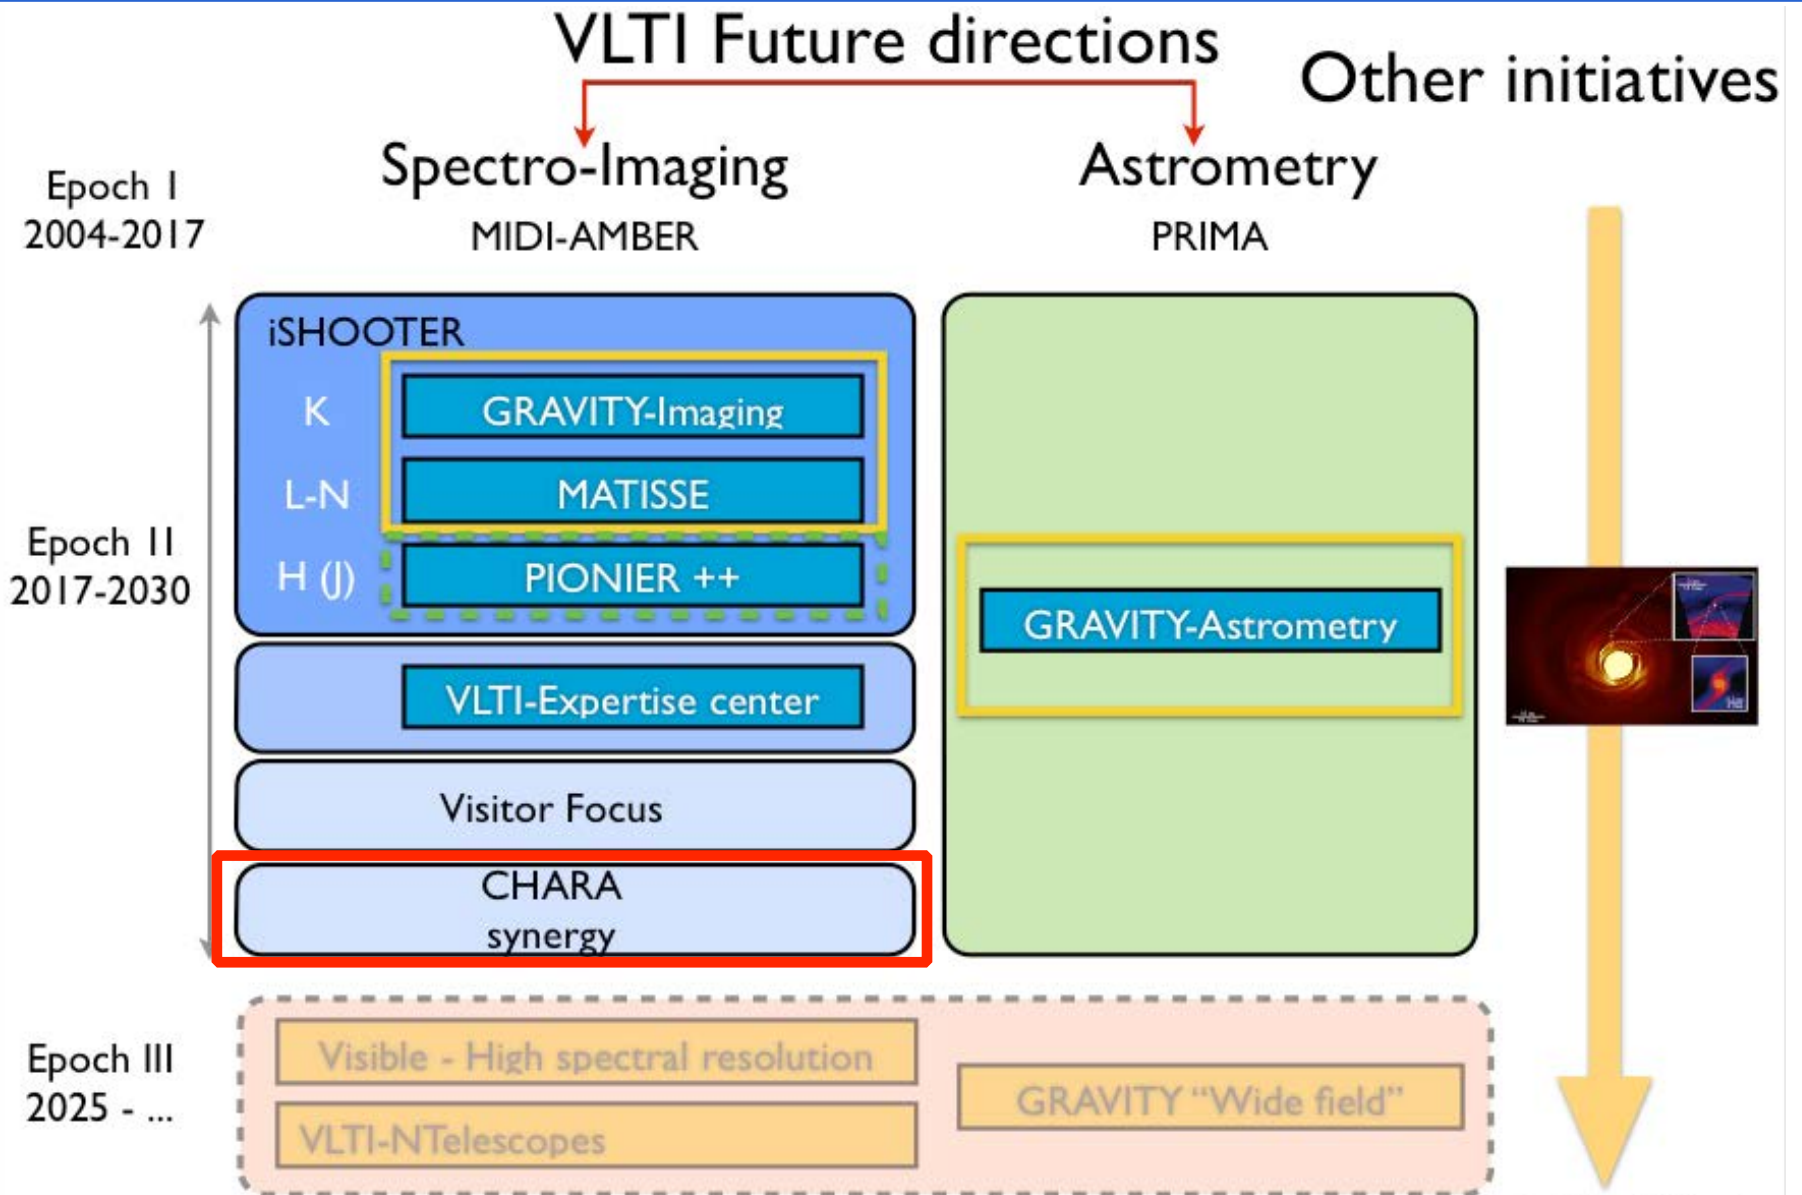 VLTI Future directions
Other initiatives
Spectro-Imaging
Astrometry
Epoch I
2004-2017
MIDI-AMBER
PRIMA
iSHOOTER
K
GRAVITY-Imaging
L-N
MATISSE
Epoch II
2017-2030
H (J)
PIONIER ++
GRAVITY-Astrometry
VLTI-Expertise center
Visitor Focus
CHARA
synergy
Epoch III
2025 - ...
Visible - High spectral resolution
GRAVITY “Wide field”
VLTI-NTelescopes